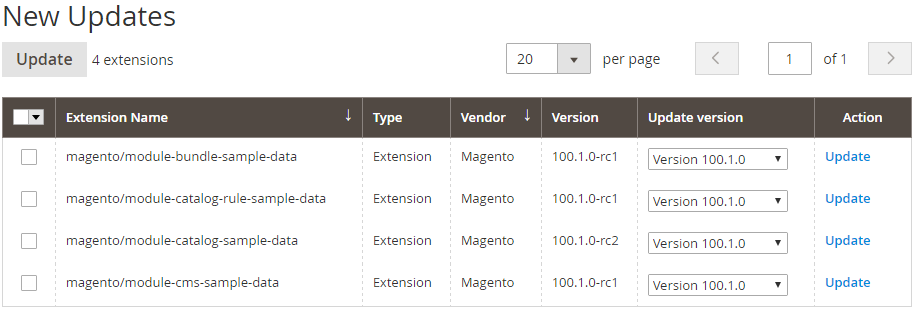 New Updates
Update 4 extensions 20 per page 1 of 1
Extension Name Type Vendor Version Update version Action
magento/module-bundle-sample-data Extension Magento 100.1.0-rc1 Version 100.1.0 Update
magento/module-catalog-rule-sample-data Extension Magento 100.1.0-rc1 Version 100.1.0 Update
magento/module-catalog-sample-data Extension Magento 100.1.0-rc2 Version 100.1.0 Update
magento/module-cms-sample-data Extension Magento 100.1.0-rc1 Version 100.1.0 Update